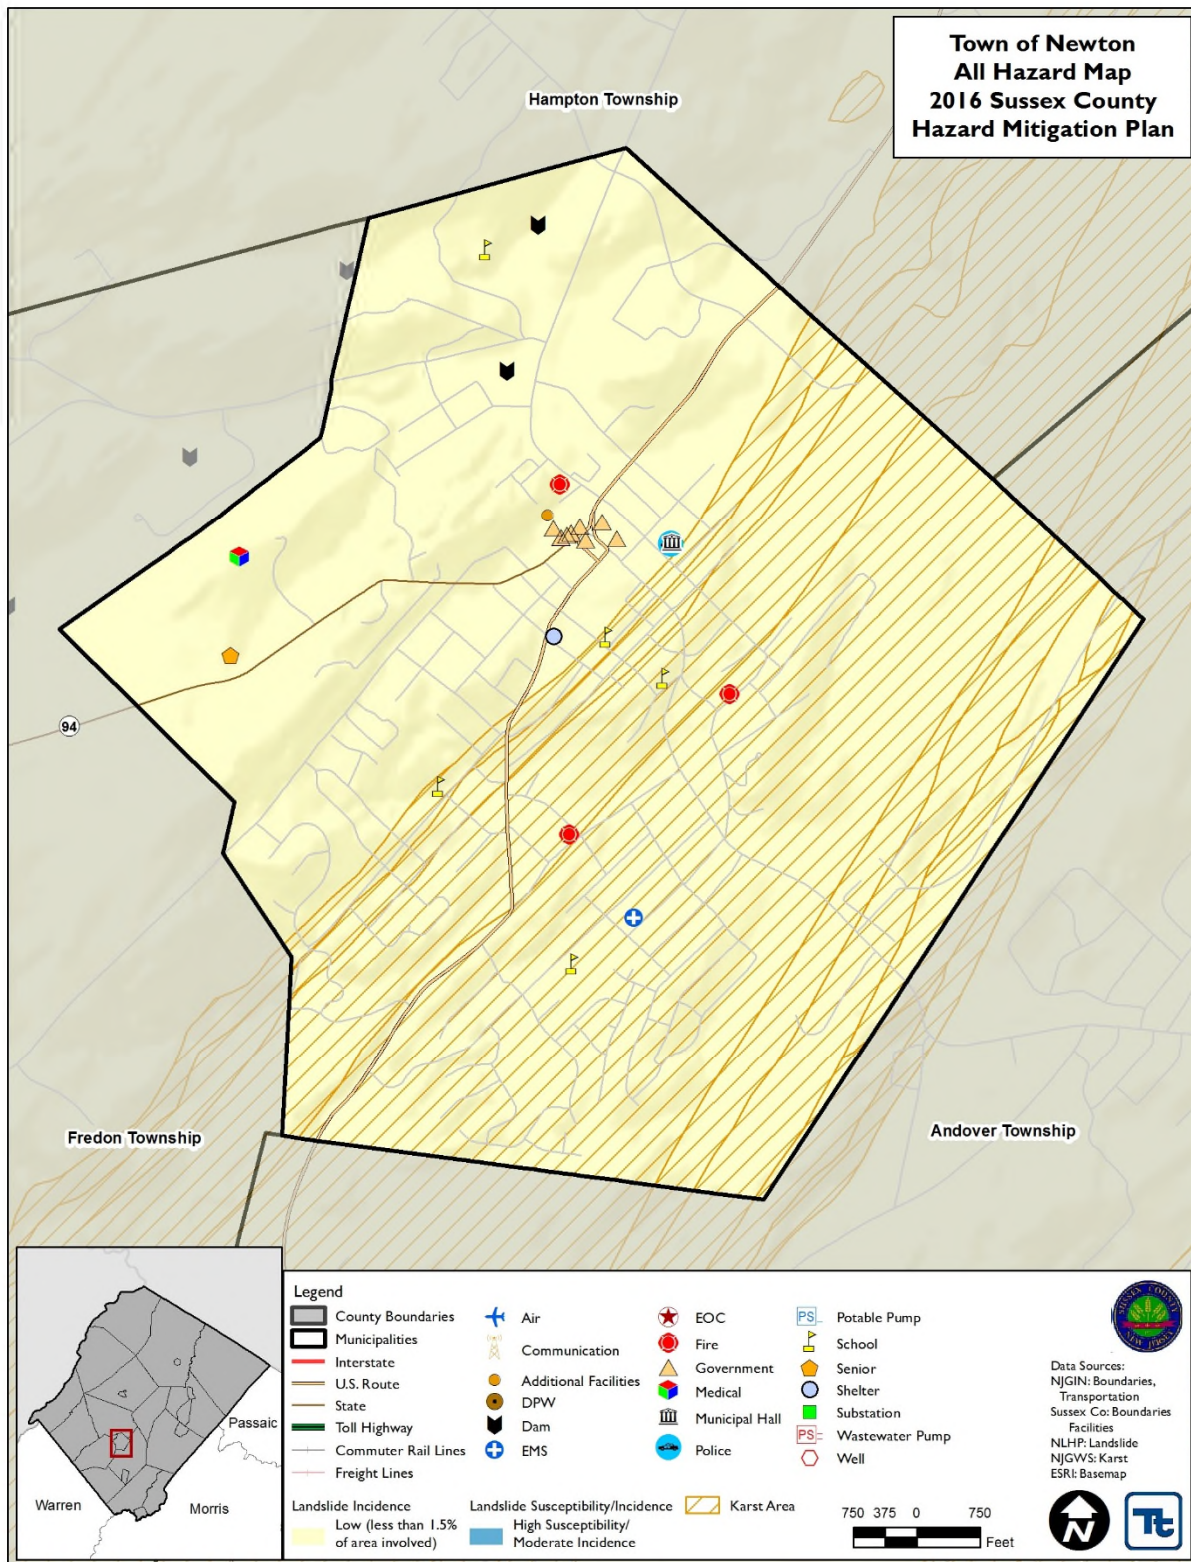 Town of Newton
All Hazard Map
2016 Sussex County
Hazard Mitigation Plan
Hampton Township
94
Fredon Township
Andover Township
Passaic
Warren
Morris
Legend
County Boundaries
Municipalities
Interstate
U.S. Route
State
Toll Highway
Commuter Rail Lines
Freight Lines
Air
Communication
Additional Facilities
DPW
Dam
EMS
EOC
Fire
Government
Medical
Municipal Hall
Police
PS Potable Pump
School
Senior
Shelter
Substation
PS Wastewater Pump
Well
Landslide Incidence
Low (less than 1.5%
of area involved)
Landslide Susceptibility/Incidence
High Susceptibility/
Moderate Incidence
Karst Area
SUSSEX COUNTY
NEW JERSEY
Data Sources:
NJGIN: Boundaries,
Transportation
Sussex Co: Boundaries
Facilities
NLHP: Landslide
NJGWS: Karst
ESRI: Basemap
750 375 0 750
Feet
N
Tt